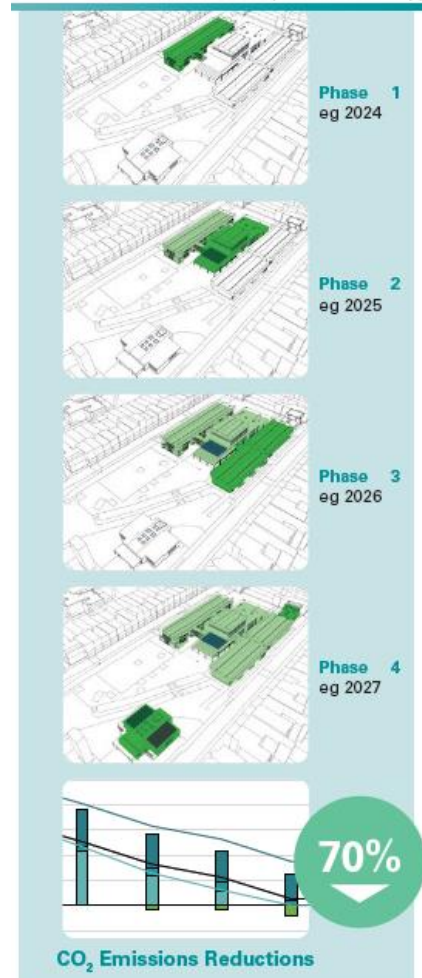 Phase 1
eg 2024
Phase 2
eg 2025
Phase 3
eg 2026
Phase 4
eg 2027
70%
CO₂ Emissions Reductions